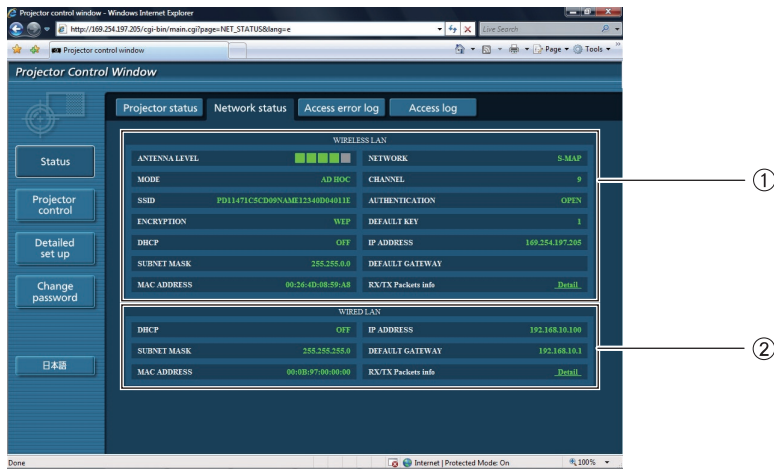 Projector control window - Windows Internet Explorer
http://169.254.197.205/cgi-bin/main.cgi?page=NET_STATUS&lang=e
Live Search
Projector control window
Page
Tools
Projector Control Window
Projector status Network status Access error log Access log
Status
Projector control
Detailed set up
Change password
日本語
WIRELESS LAN
ANTENNA LEVEL NETWORK S-MAP
MODE AD HOC CHANNEL 9
SSID PD11471C5CD09NAME12340D04011E AUTHENTICATION OPEN
ENCRYPTION WEP DEFAULT KEY 1
DHCP OFF IP ADDRESS 169.254.197.205
SUBNET MASK 255.255.0.0 DEFAULT GATEWAY
MAC ADDRESS 00:26:4D:08:59:A8 RX/TX Packets info Detail
①
WIRED LAN
DHCP OFF IP ADDRESS 192.168.10.100
SUBNET MASK 255.255.255.0 DEFAULT GATEWAY 192.168.10.1
MAC ADDRESS 00:0B:97:00:00:00 RX/TX Packets info Detail
②
Done Internet | Protected Mode: On 100%